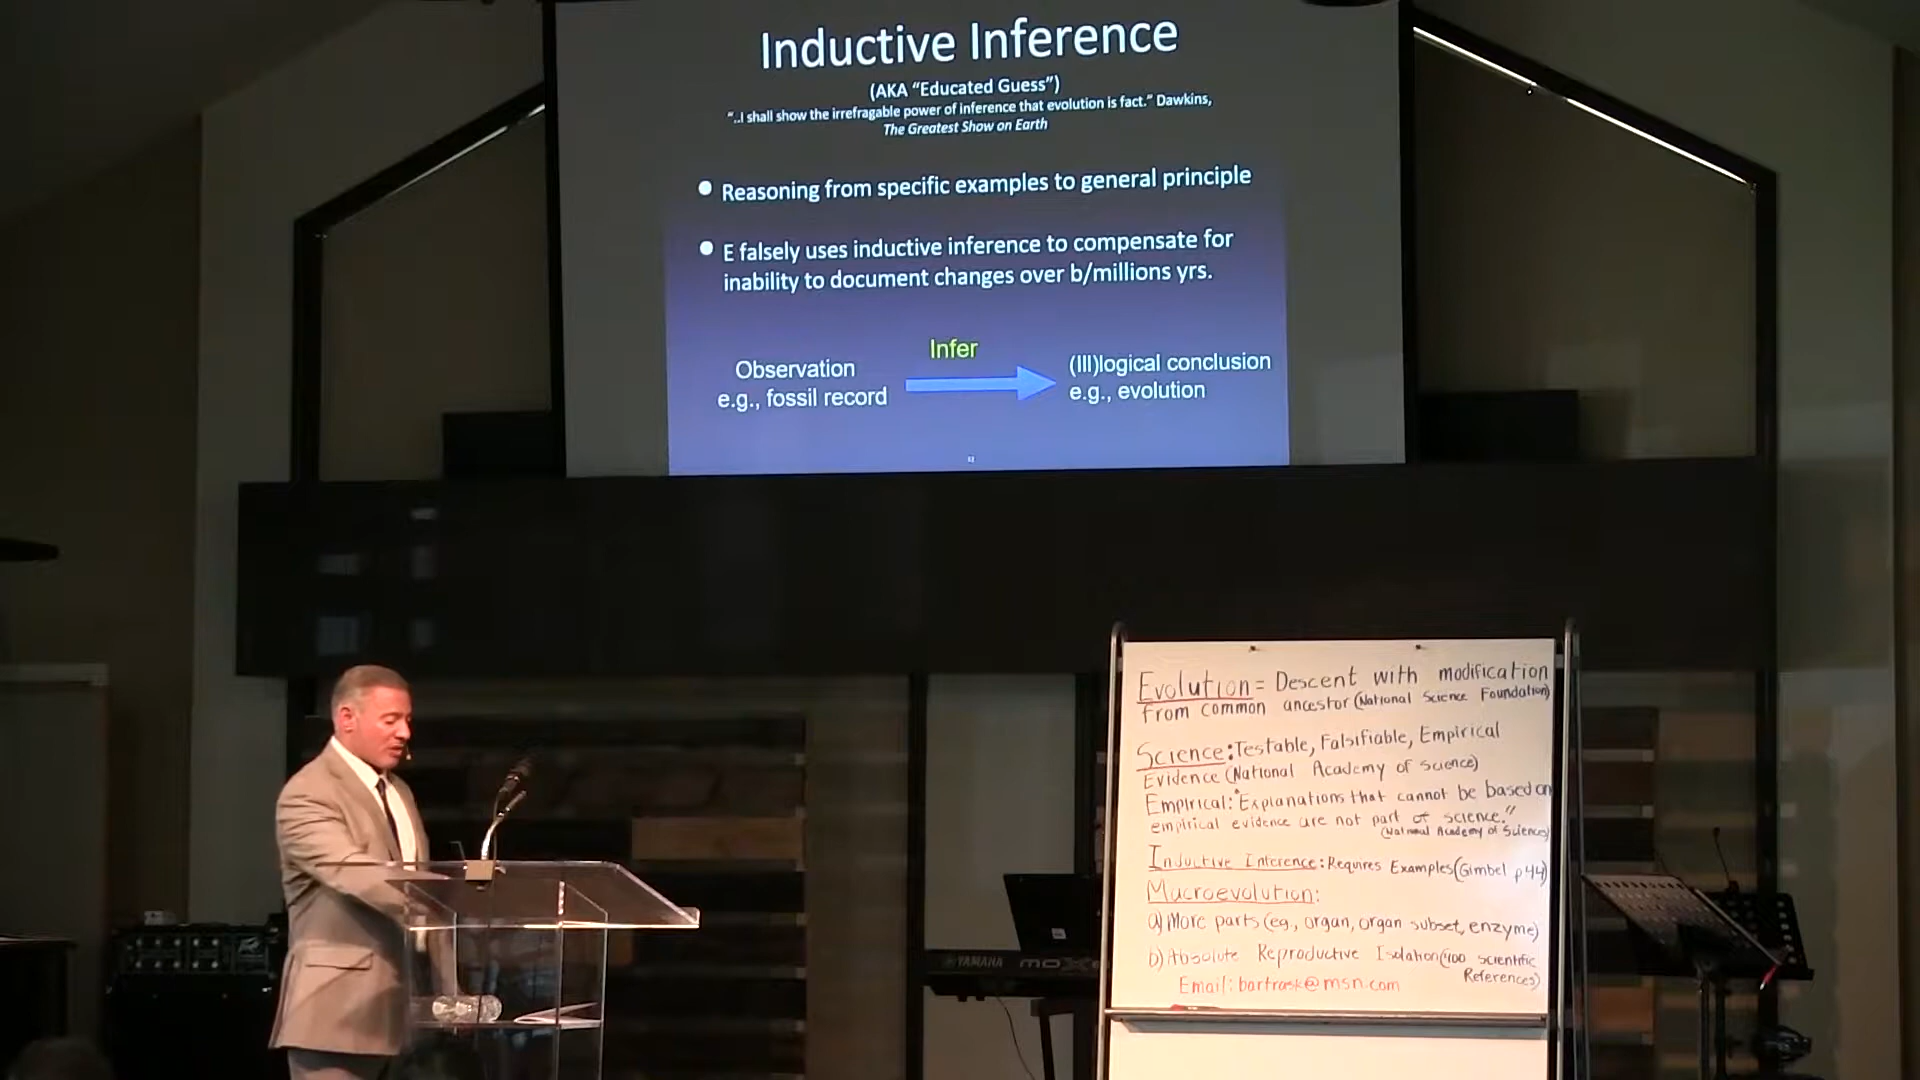 Inductive Inference
(AKA “Educated Guess”)
“..I shall show the irrefragable power of inference that evolution is fact.” Dawkins,
The Greatest Show on Earth
• Reasoning from specific examples to general principle
• E falsely uses inductive inference to compensate for
inability to document changes over b/millions yrs.
Infer
Observation
e.g., fossil record
(Ill)logical conclusion
e.g., evolution
Evolution = Descent with modification
from common ancestor (National Science Foundation)
Science: Testable, Falsifiable, Empirical
Evidence (National Academy of Science)
Empirical: "Explanations that cannot be based on
empirical evidence are not part of science."
(National Academy of Sciences)
Inductive Inference: Requires Examples (Gimbel p44)
Macroevolution:
a) More parts (eg., organ, organ subset, enzyme)
b) Absolute Reproductive Isolation (400 scientific
References)
Email: bartrask@msn.com
YAMAHA